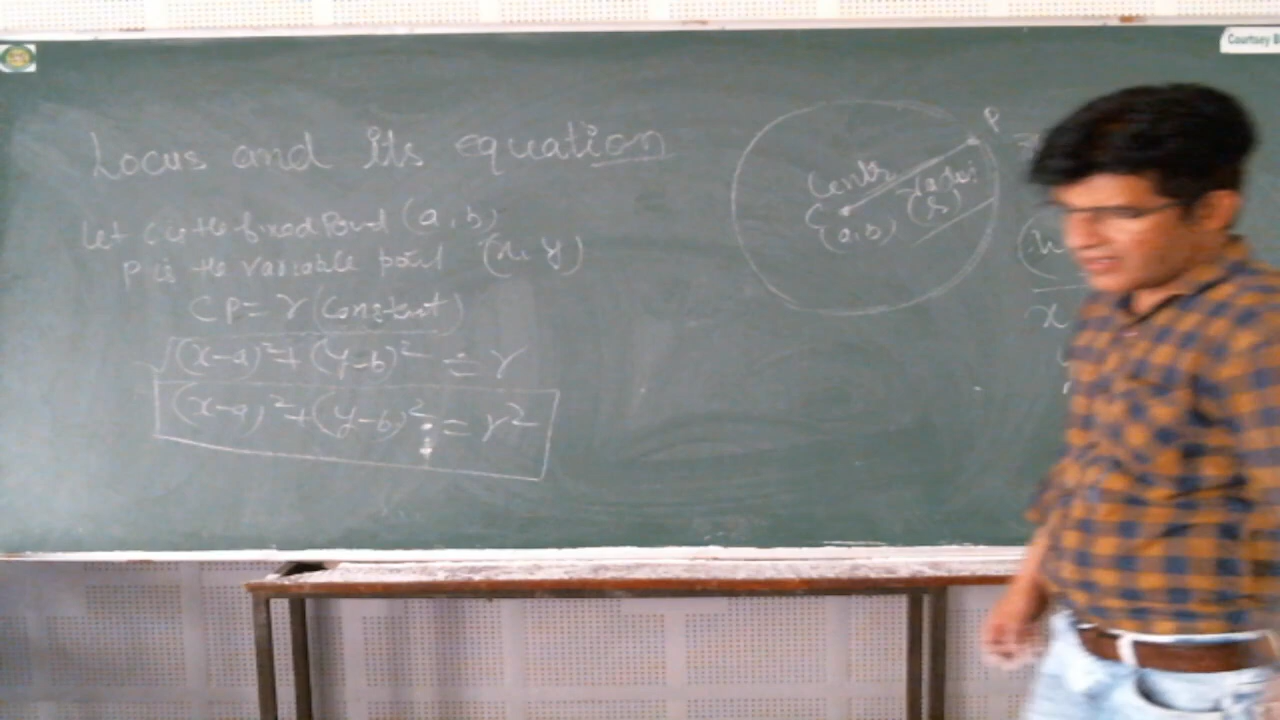 Locus and Its equation
Let C is the fixed Point (a, b)
P is the variable point (x, y)
CP = r (Constant)
√(x-a)²+(y-b)² = r
(x-a)²+(y-b)² = r²
P
Centre
C
(a, b)
(r)
x
Courtsey B